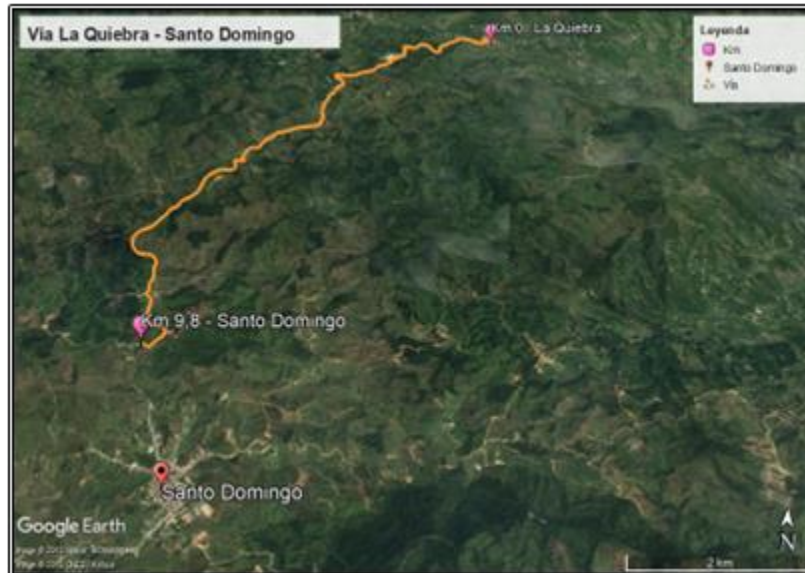 Via La Quiebra - Santo Domingo
Km 0 La Quiebra
Leyenda
Km
Santo Domingo
Vía
Km 9,8 - Santo Domingo
Santo Domingo
Google Earth
N
2 km